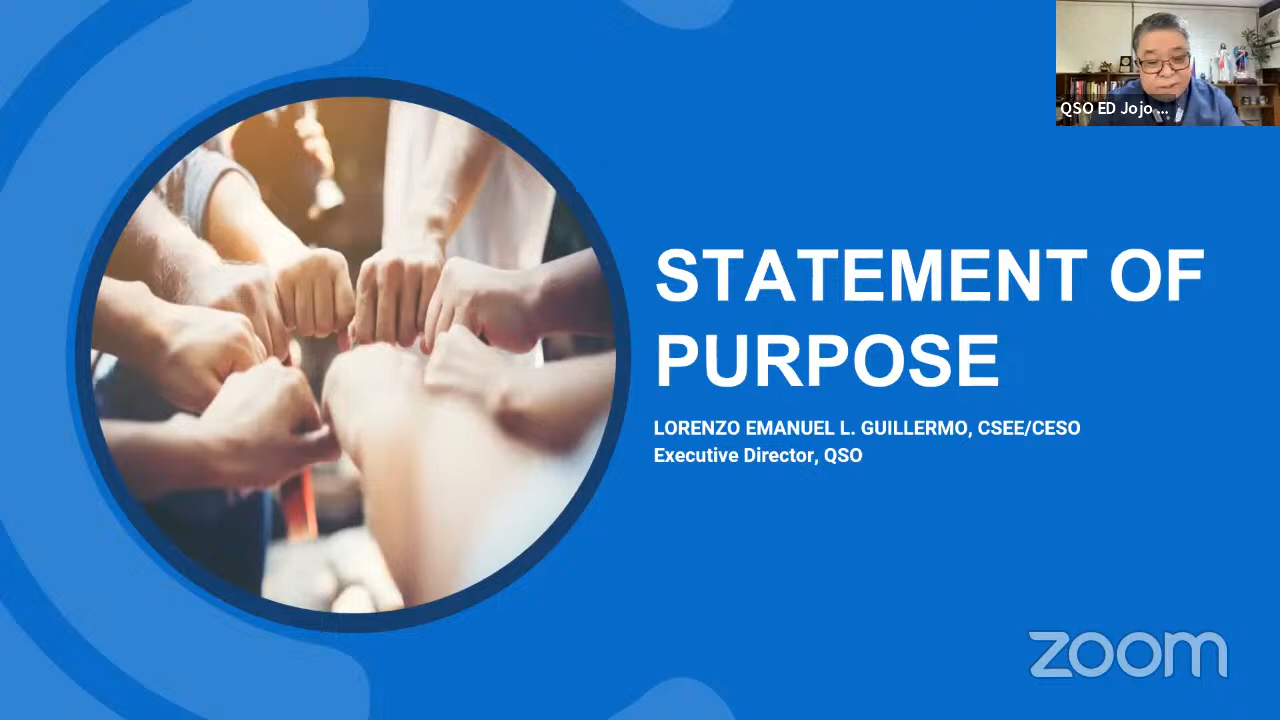 QSO ED Jojo ...
STATEMENT OF
PURPOSE
LORENZO EMANUEL L. GUILLERMO, CSEE/CESO
Executive Director, QSO
zoom